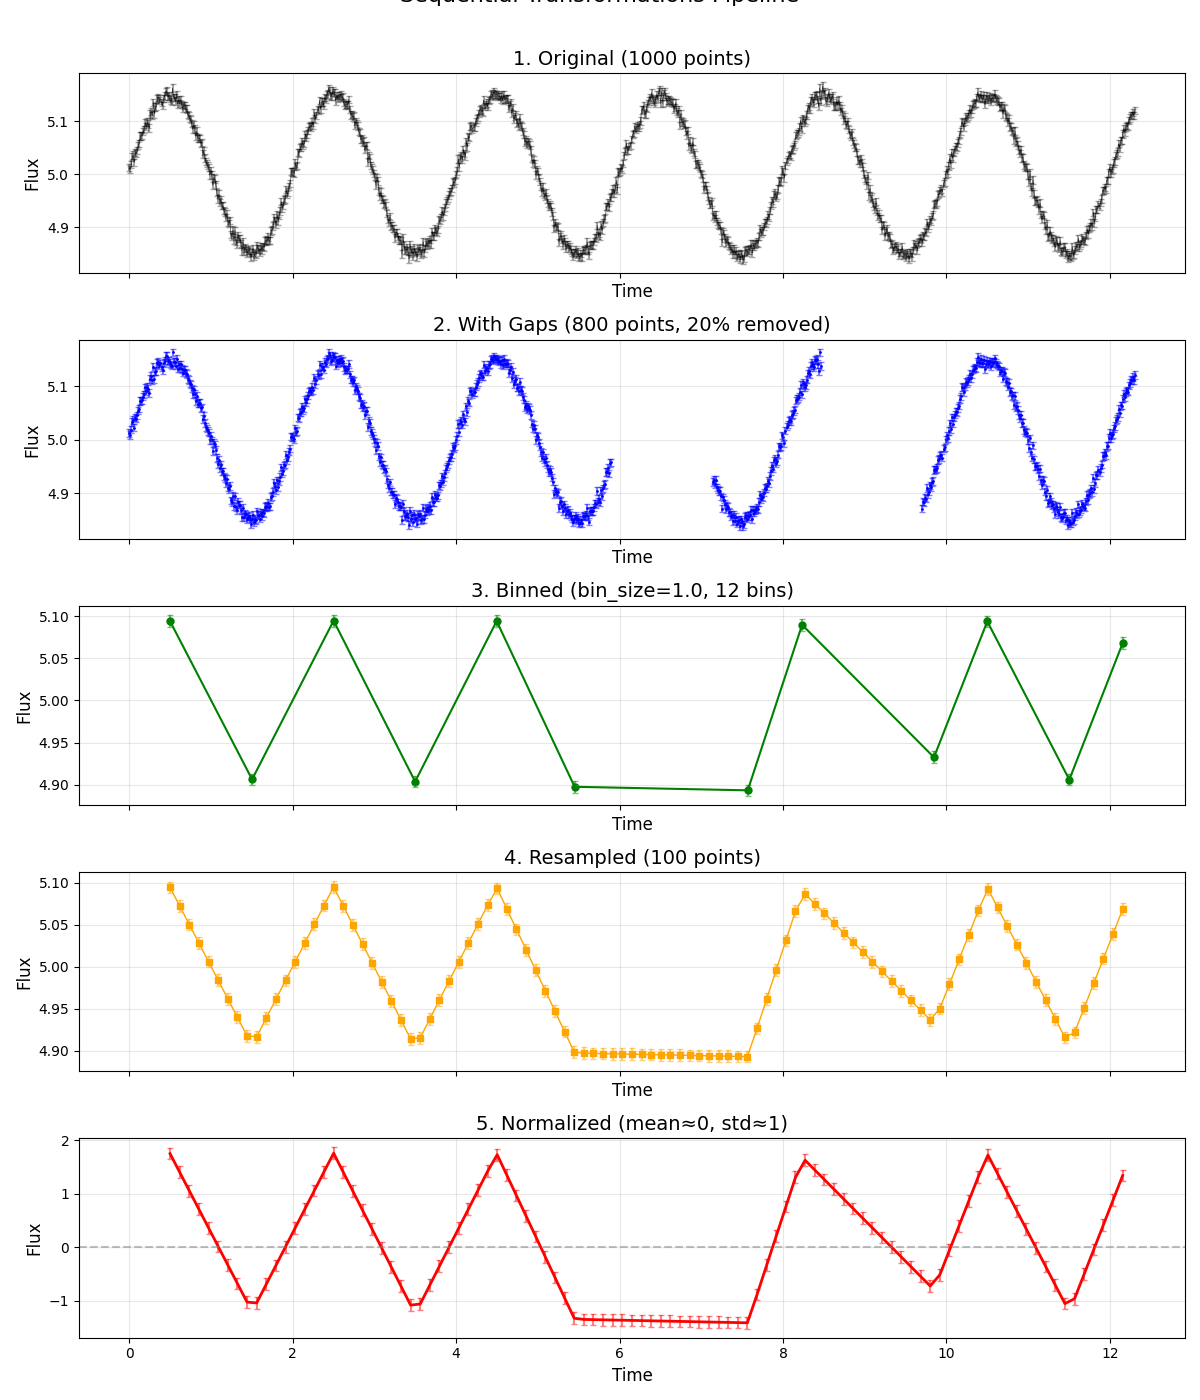 Sequential Transformations Pipeline
1. Original (1000 points)
5.1
5.0
4.9
Flux
Time
2. With Gaps (800 points, 20% removed)
5.1
5.0
4.9
Flux
Time
3. Binned (bin_size=1.0, 12 bins)
5.10
5.05
5.00
4.95
4.90
Flux
Time
4. Resampled (100 points)
5.10
5.05
5.00
4.95
4.90
Flux
Time
5. Normalized (mean≈0, std≈1)
2
1
0
−1
Flux
0 2 4 6 8 10 12
Time